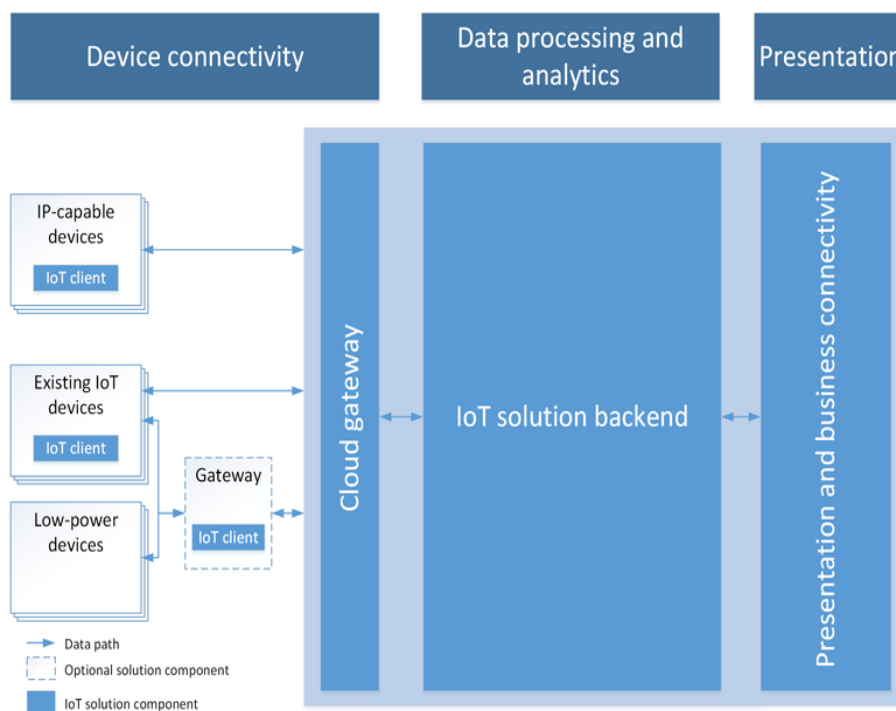 Device connectivity
Data processing and
analytics
Presentation
IP-capable
devices
IoT client
Existing IoT
devices
IoT client
Low-power
devices
Gateway
IoT client
Cloud gateway
IoT solution backend
Presentation and business connectivity
Data path
Optional solution component
IoT solution component